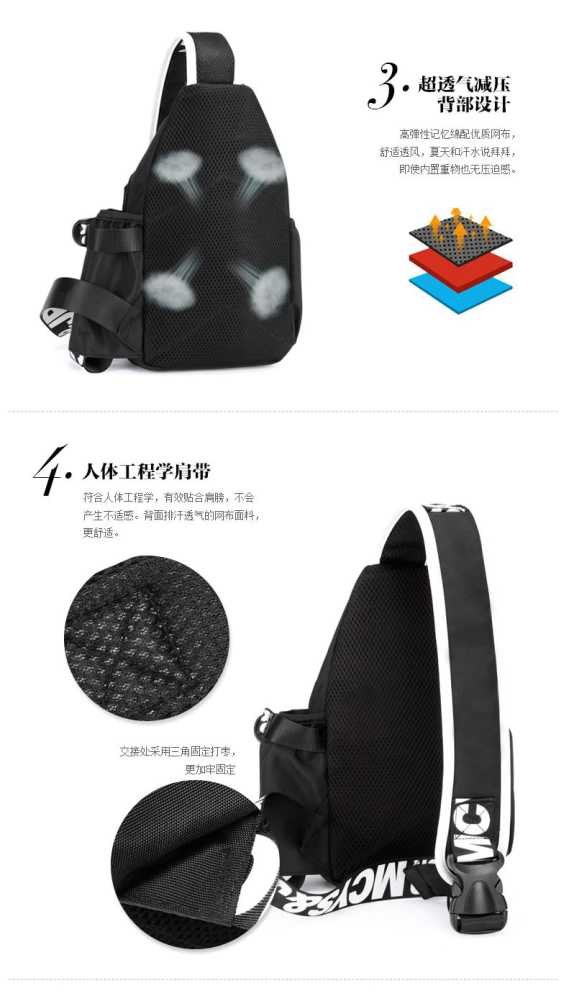 3.
超透气减压
背部设计
高弹性记忆绵配优质网布，
舒适透风，夏天和汗水说拜拜，
即使内置重物也无压迫感。
4.
人体工程学肩带
符合人体工程学，有效贴合肩膀，不会
产生不适感。背面排汗透气的网布面料，
更舒适。
交接处采用三角固定打枣，
更加牢固定
MC
MCYS&